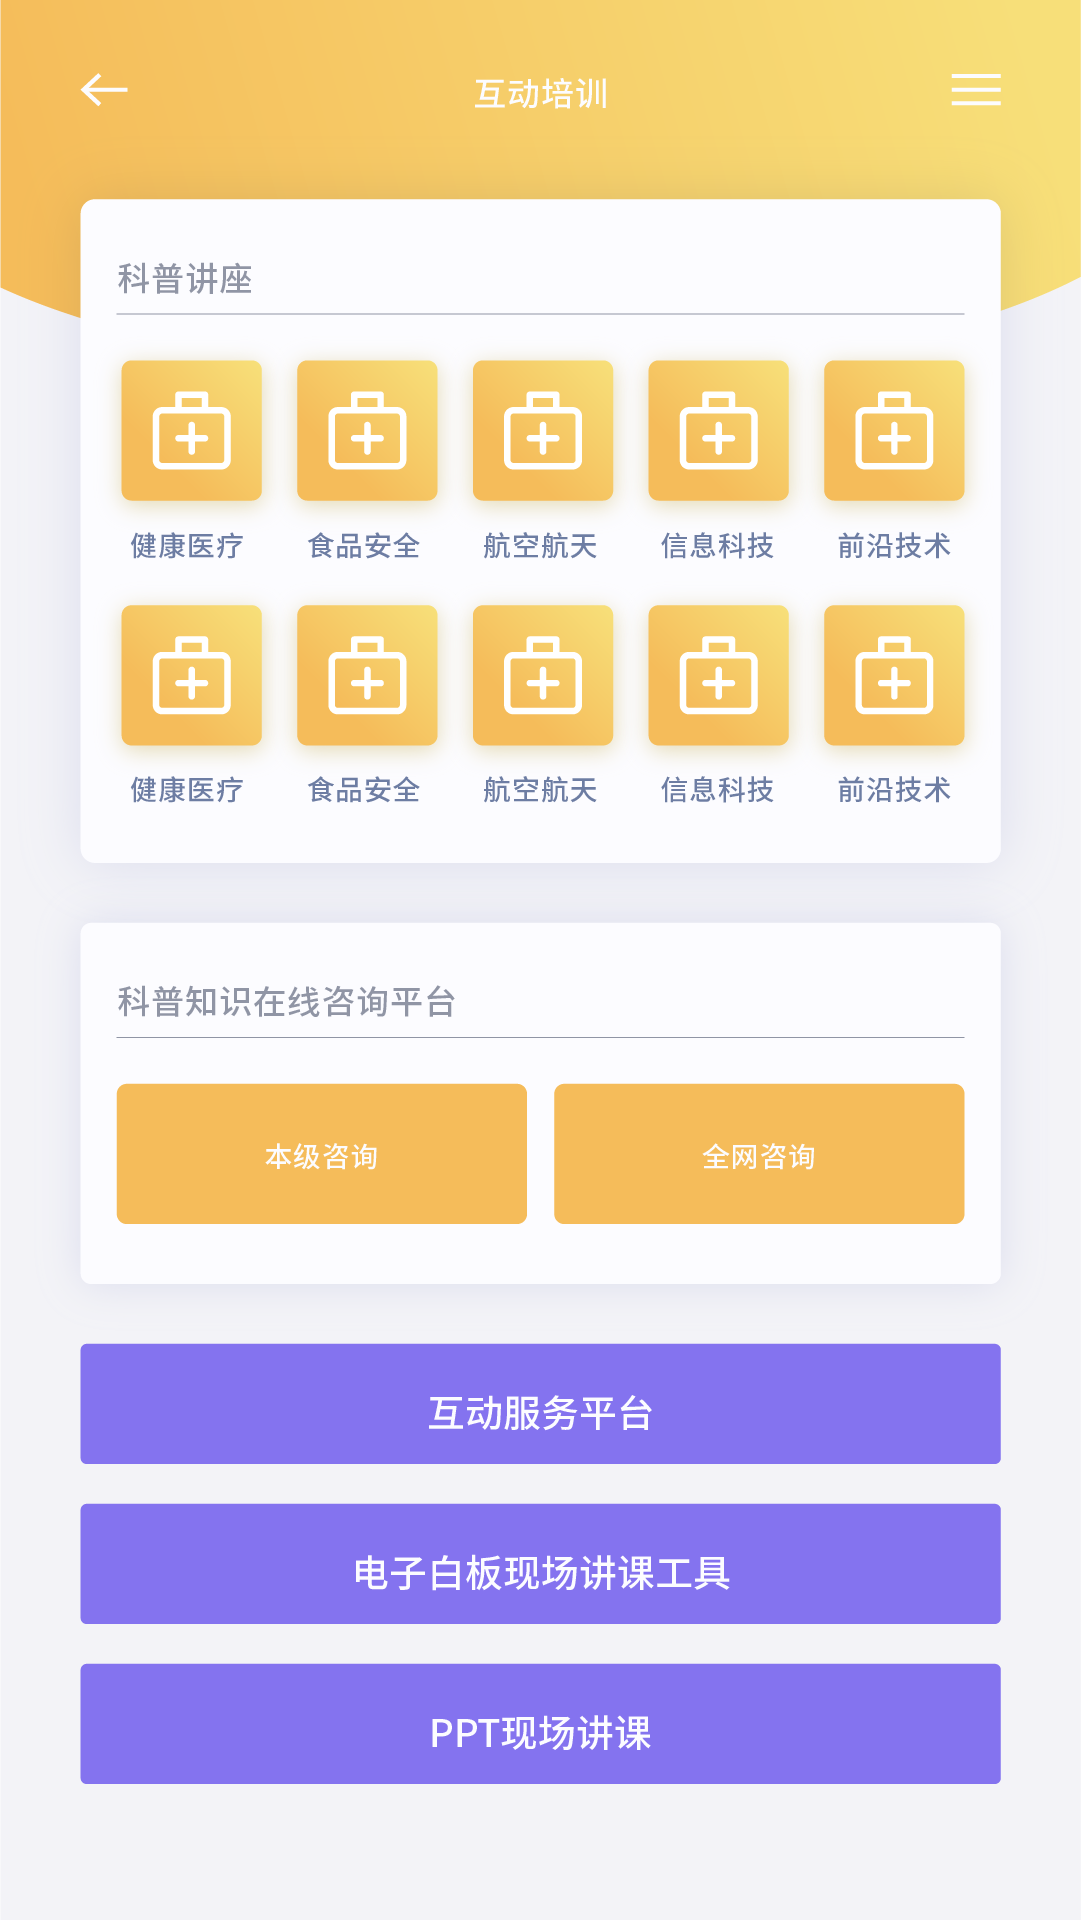 互动培训
科普讲座
健康医疗 食品安全 航空航天 信息科技 前沿技术
健康医疗 食品安全 航空航天 信息科技 前沿技术
科普知识在线咨询平台
本级咨询 全网咨询
互动服务平台
电子白板现场讲课工具
PPT现场讲课